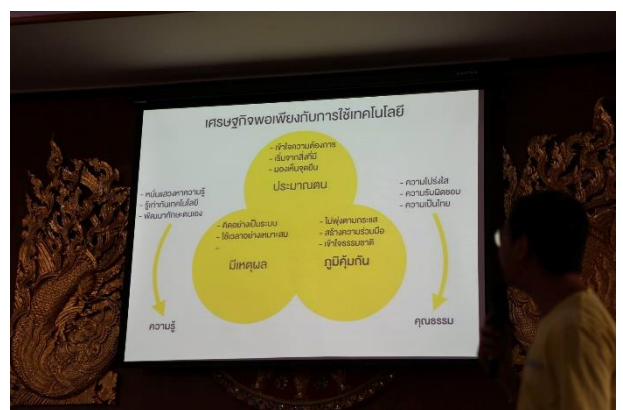 เศรษฐกิจพอเพียงกับการใช้เทคโนโลยี
- เข้าใจความต้องการ
- เริ่มจากสิ่งที่มี
- มองเห็นจุดยืน
ประมาณตน
- หมั่นแสวงหาความรู้
- รู้เท่าทันเทคโนโลยี
- พัฒนาทักษะตนเอง
- ความโปร่งใส
- ความรับผิดชอบ
- ความเป็นไทย
- คิดอย่างเป็นระบบ
- ใช้เวลาอย่างเหมาะสม
-
มีเหตุผล
- ไม่พุ่งตามกระแส
- สร้างความร่วมมือ
- เข้าใจธรรมชาติ
ภูมิคุ้มกัน
ความรู้
คุณธรรม